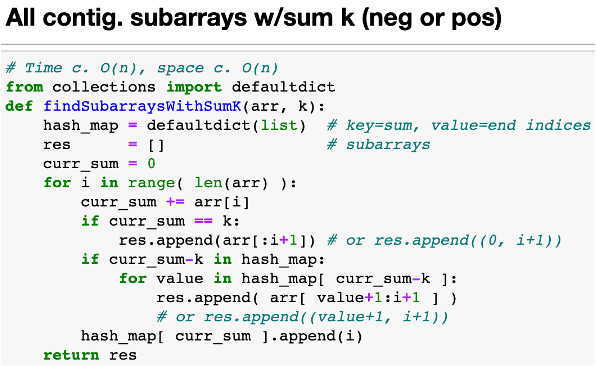 All contig. subarrays w/sum k (neg or pos)
# Time c. O(n), space c. O(n)
from collections import defaultdict
def findSubarraysWithSumK(arr, k):
    hash_map = defaultdict(list)  # key=sum, value=end indices
    res      = []                 # subarrays
    curr_sum = 0
    for i in range( len(arr) ):
        curr_sum += arr[i]
        if curr_sum == k:
            res.append(arr[:i+1]) # or res.append((0, i+1))
        if curr_sum-k in hash_map:
            for value in hash_map[ curr_sum-k ]:
                res.append( arr[ value+1:i+1 ] )
                # or res.append((value+1, i+1))
        hash_map[ curr_sum ].append(i)
    return res